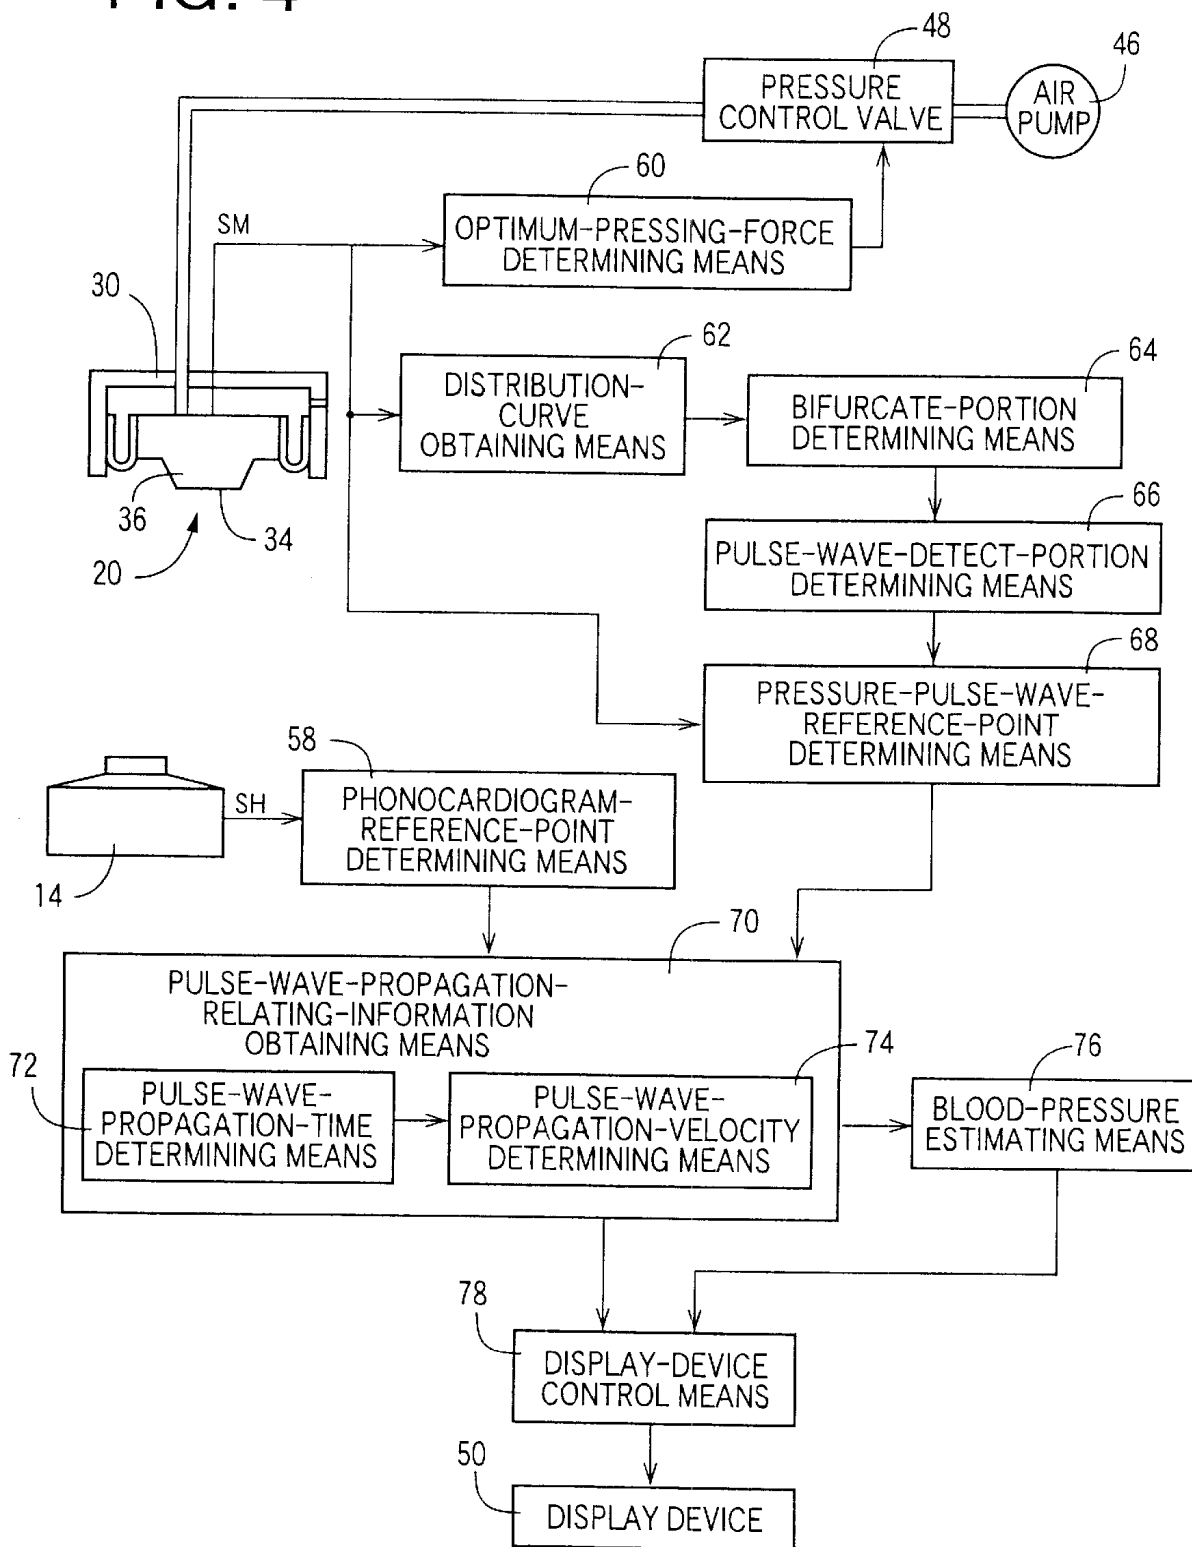 FIG. 4
48
46
PRESSURE
CONTROL VALVE
AIR
PUMP
60
SM
OPTIMUM-PRESSING-FORCE
DETERMINING MEANS
30
62
64
DISTRIBUTION-
CURVE
OBTAINING MEANS
BIFURCATE-PORTION
DETERMINING MEANS
36
34
20
66
PULSE-WAVE-DETECT-PORTION
DETERMINING MEANS
68
PRESSURE-PULSE-WAVE-
REFERENCE-POINT
DETERMINING MEANS
58
SH
PHONOCARDIOGRAM-
REFERENCE-POINT
DETERMINING MEANS
14
70
PULSE-WAVE-PROPAGATION-
RELATING-INFORMATION
OBTAINING MEANS
72
74
76
PULSE-WAVE-
PROPAGATION-TIME
DETERMINING MEANS
PULSE-WAVE-
PROPAGATION-VELOCITY
DETERMINING MEANS
BLOOD-PRESSURE
ESTIMATING MEANS
78
DISPLAY-DEVICE
CONTROL MEANS
50
DISPLAY DEVICE